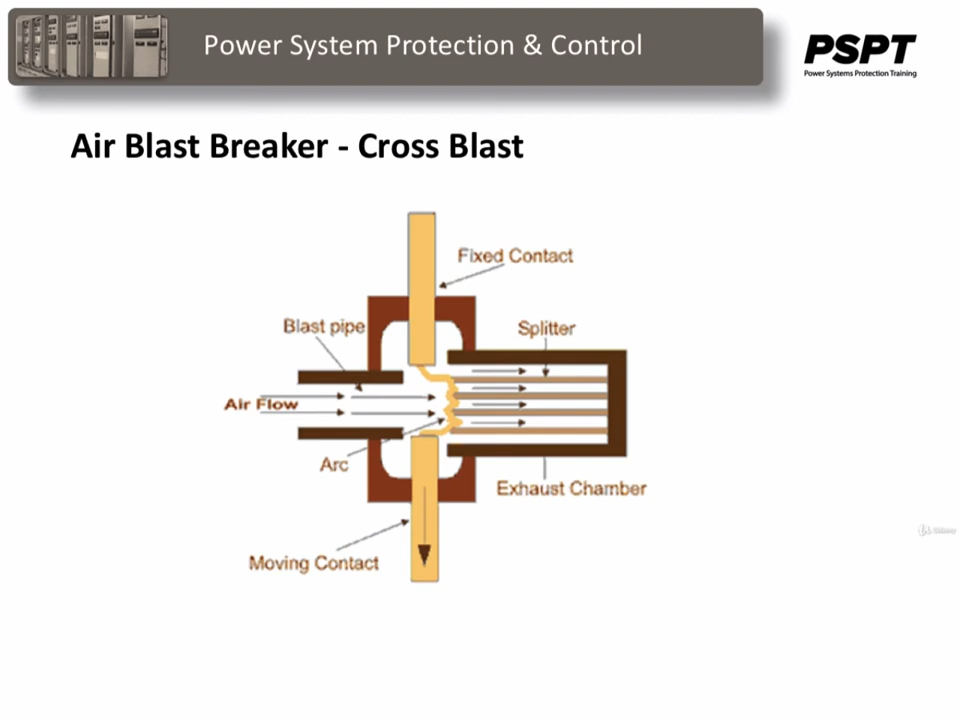 Power System Protection & Control
PSPT
Power Systems Protection Training
Air Blast Breaker - Cross Blast
Fixed Contact
Blast pipe
Splitter
Air Flow
Arc
Exhaust Chamber
Moving Contact
Udemy